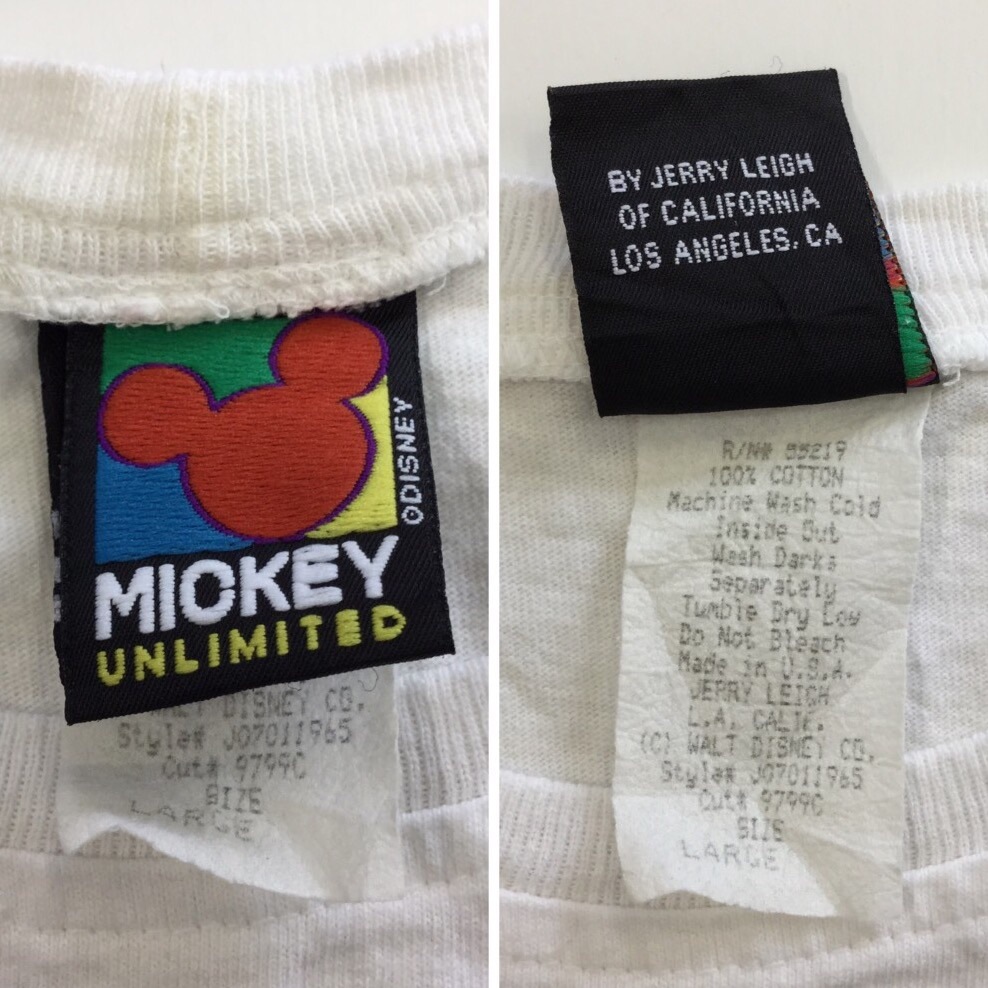 ©DISNEY
MICKEY
UNLIMITED
WALT DISNEY CO.
Style# J07011965
Cut# 9799C
SIZE
LARGE
BY JERRY LEIGH
OF CALIFORNIA
LOS ANGELES, CA
R/N# 55219
100% COTTON
Machine Wash Cold
Inside Out
Wash Darks
Separately
Tumble Dry Low
Do Not Bleach
Made in U.S.A.
JERRY LEIGH
L.A. CALIF.
(C) WALT DISNEY CO.
Style# J07011965
Cut# 9799C
SIZE
LARGE